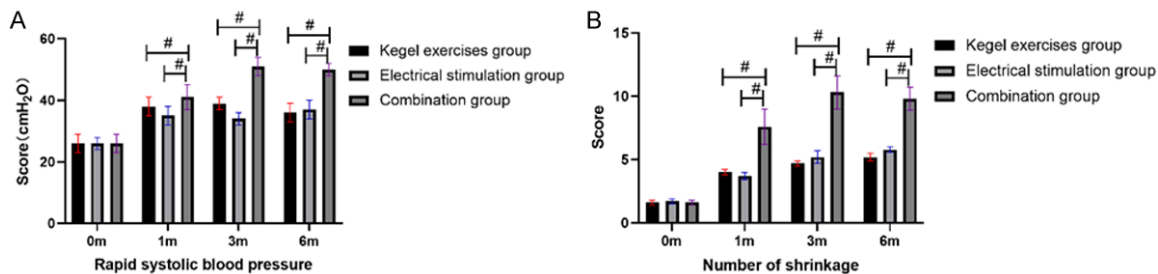 A
Score(cmH2O)
60
40
20
0
# # #
# # #
0m 1m 3m 6m
Rapid systolic blood pressure
Kegel exercises group
Electrical stimulation group
Combination group
B
Score
15
10
5
0
# # #
# # #
0m 1m 3m 6m
Number of shrinkage
Kegel exercises group
Electrical stimulation group
Combination group